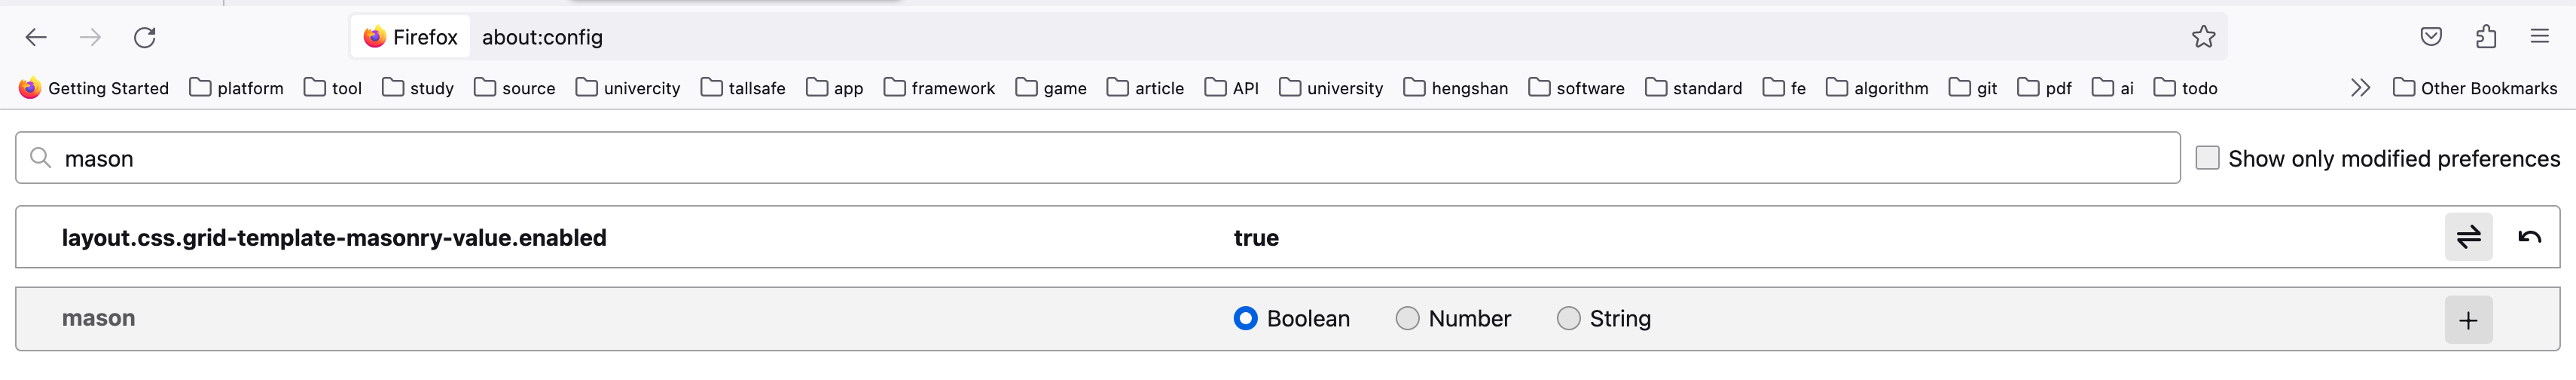 Firefox about:config
Getting Started platform tool study source univercity tallsafe app framework game article API university hengshan software standard fe algorithm git pdf ai todo Other Bookmarks
mason Show only modified preferences
layout.css.grid-template-masonry-value.enabled true
mason Boolean Number String